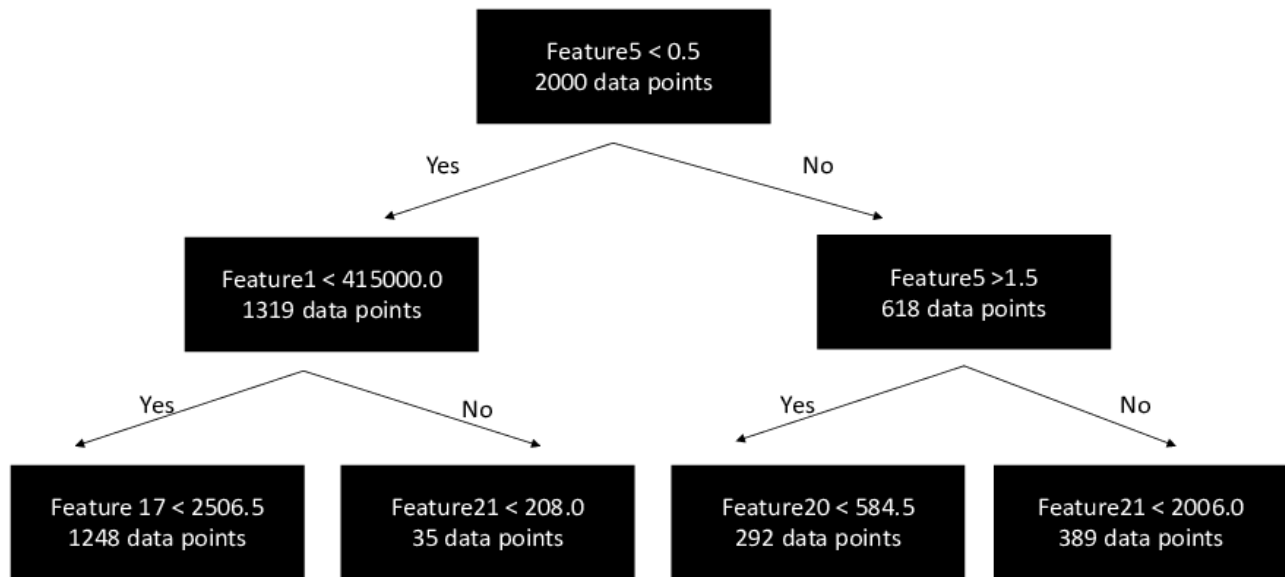 Feature5 < 0.5
2000 data points
Yes
No
Feature1 < 415000.0
1319 data points
Feature5 >1.5
618 data points
Yes
No
Yes
No
Feature 17 < 2506.5
1248 data points
Feature21 < 208.0
35 data points
Feature20 < 584.5
292 data points
Feature21 < 2006.0
389 data points